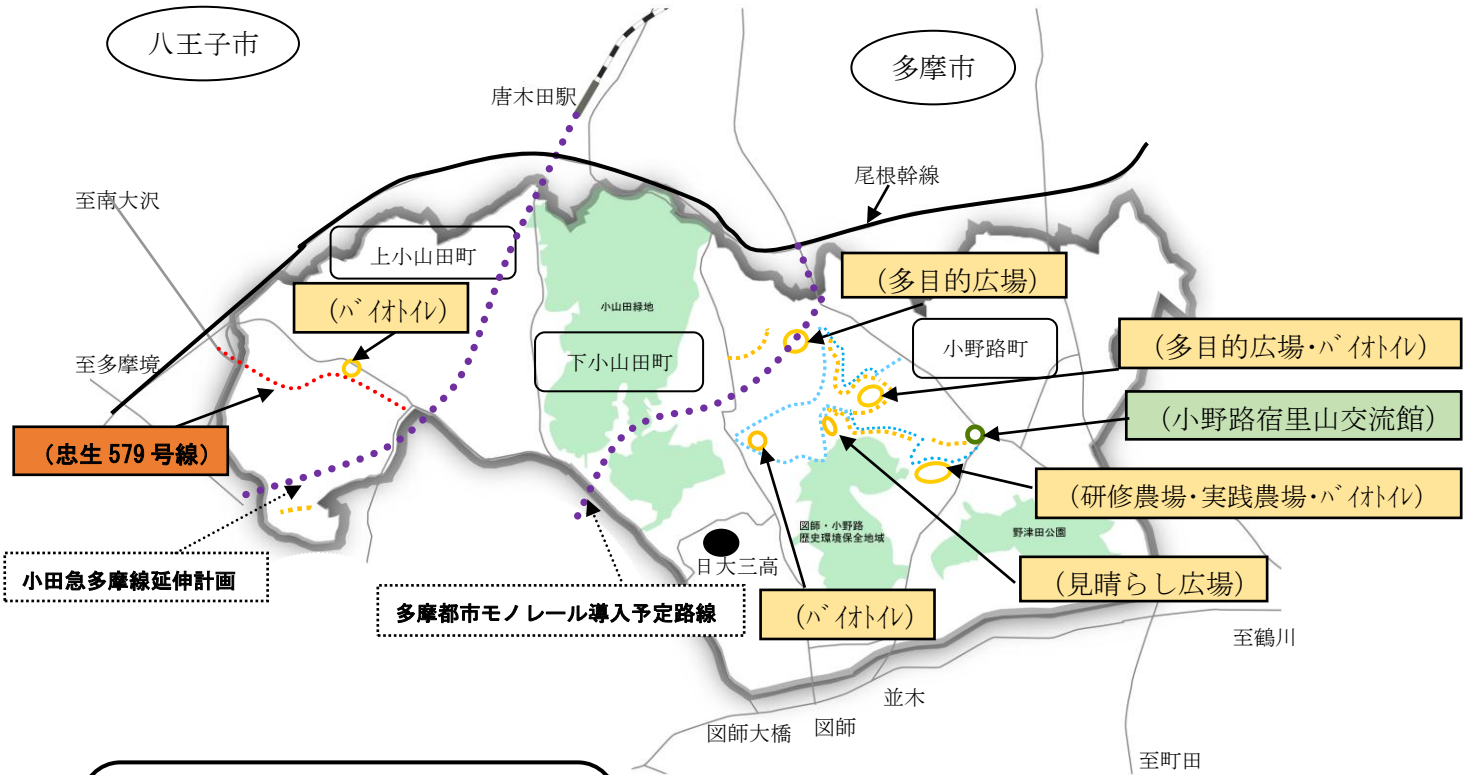 八王子市
多摩市
唐木田駅
尾根幹線
至南大沢
上小山田町
(多目的広場)
(バイオトイレ)
小山田緑地
小野路町
(多目的広場・バイオトイレ)
至多摩境
下小山田町
(小野路宿里山交流館)
(忠生 579 号線)
(研修農場・実践農場・バイオトイレ)
図師・小野路
歴史環境保全地域
野津田公園
日大三高
小田急多摩線延伸計画
(見晴らし広場)
多摩都市モノレール導入予定路線
(バイオトイレ)
至鶴川
並木
図師大橋
図師
至町田